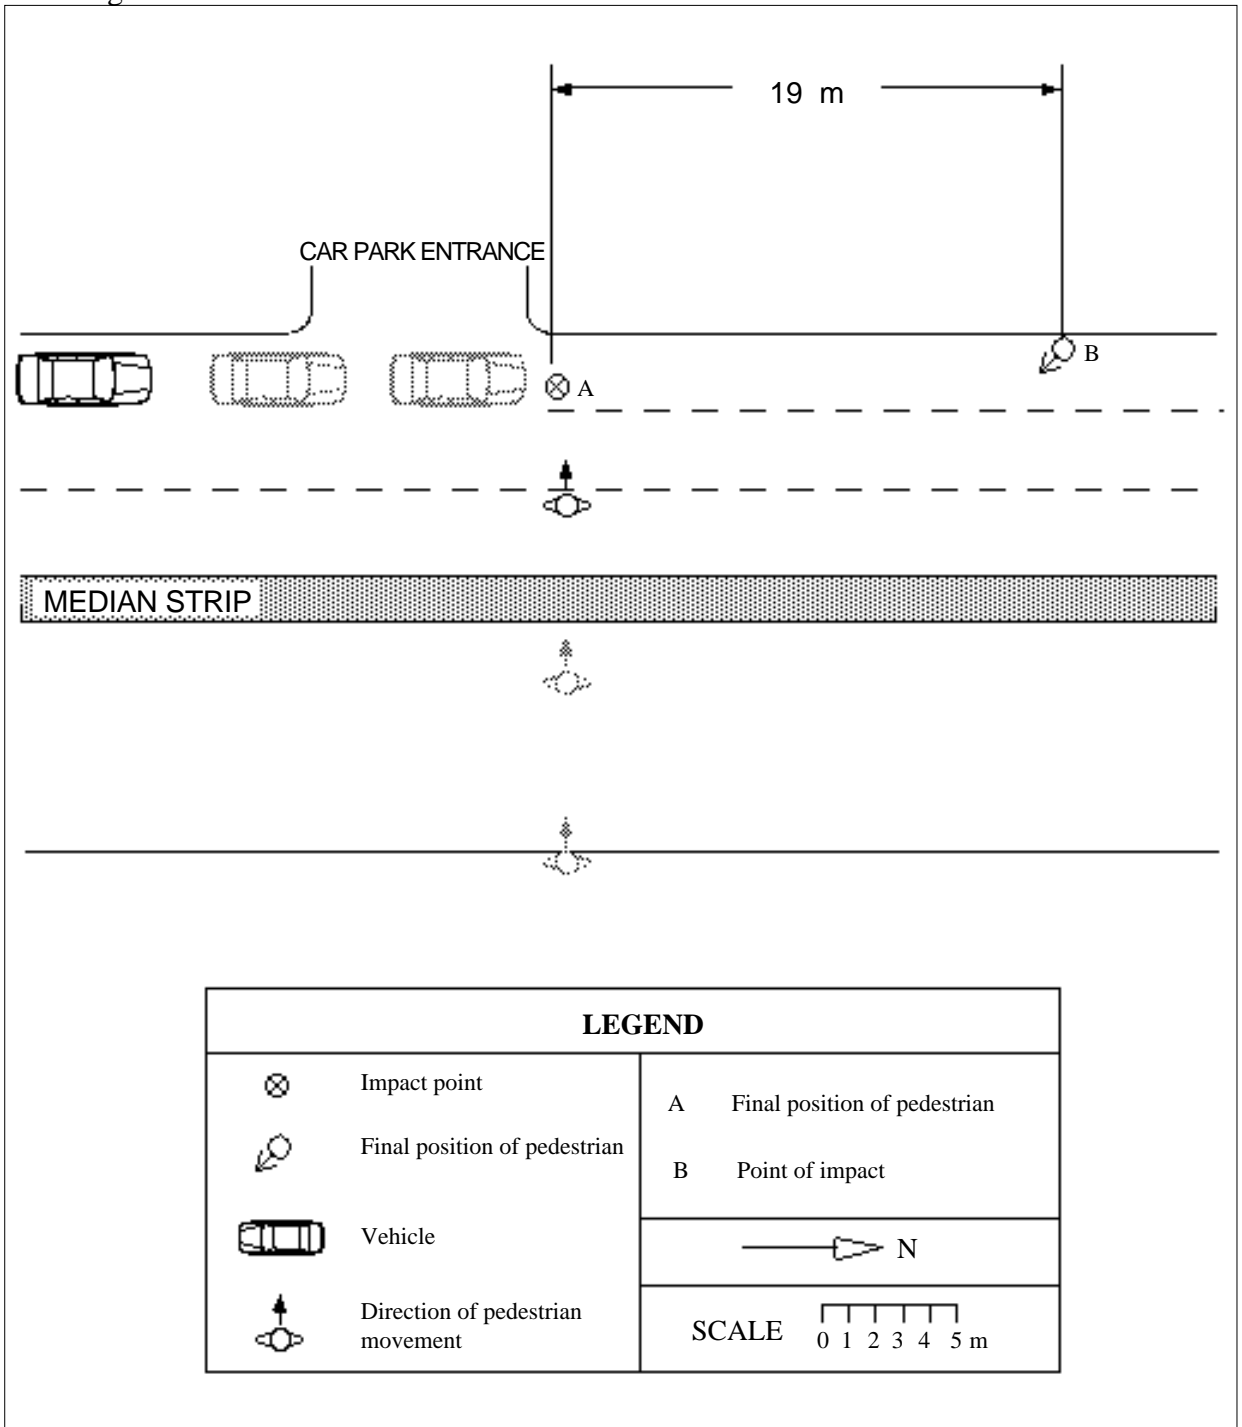 19 m
CAR PARK ENTRANCE
B
A
MEDIAN STRIP
LEGEND
Impact point
Final position of pedestrian
Vehicle
Direction of pedestrian
movement
A Final position of pedestrian
B Point of impact
N
SCALE
0 1 2 3 4 5 m